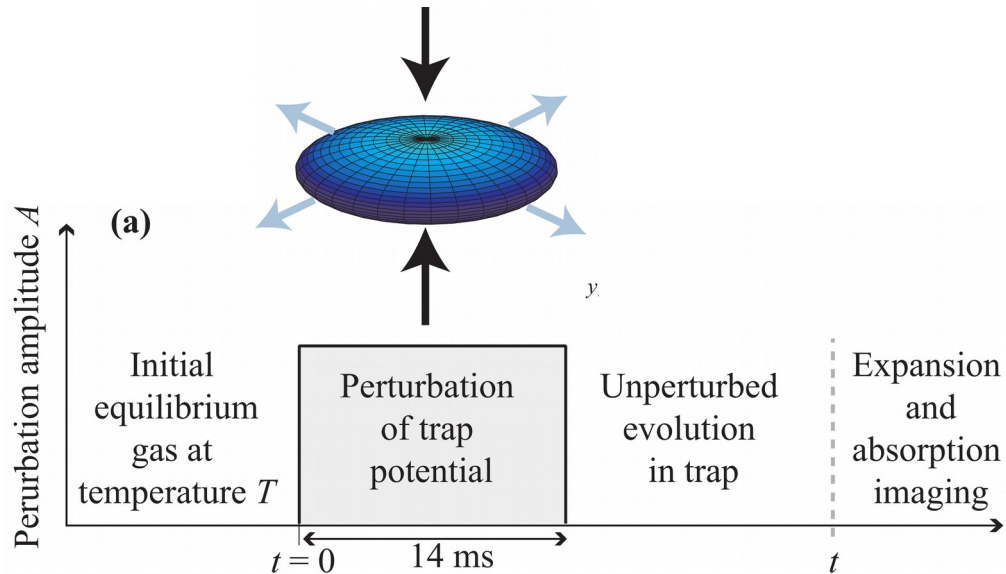 (a)
Perurbation amplitude A
y.
Initial
equilibrium
gas at
temperature T
Perturbation
of trap
potential
Unperturbed
evolution
in trap
Expansion
and
absorption
imaging
t = 0
14 ms
t